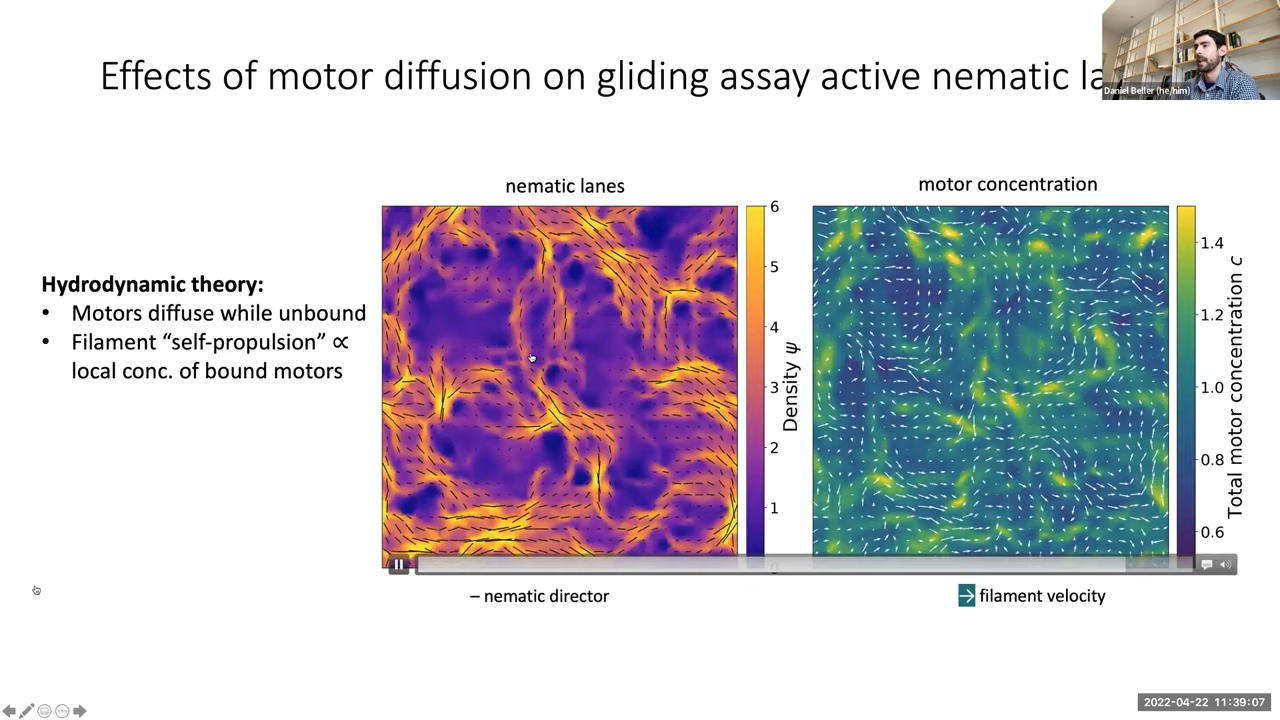 Effects of motor diffusion on gliding assay active nematic la
Daniel Beller (he/him)
nematic lanes
motor concentration
Hydrodynamic theory:
• Motors diffuse while unbound
• Filament “self-propulsion” ∝
local conc. of bound motors
6
5
4
3
2
1
0
Density ψ
1.4
1.2
1.0
0.8
0.6
Total motor concentration c
– nematic director
→ filament velocity
2022-04-22 11:39:07